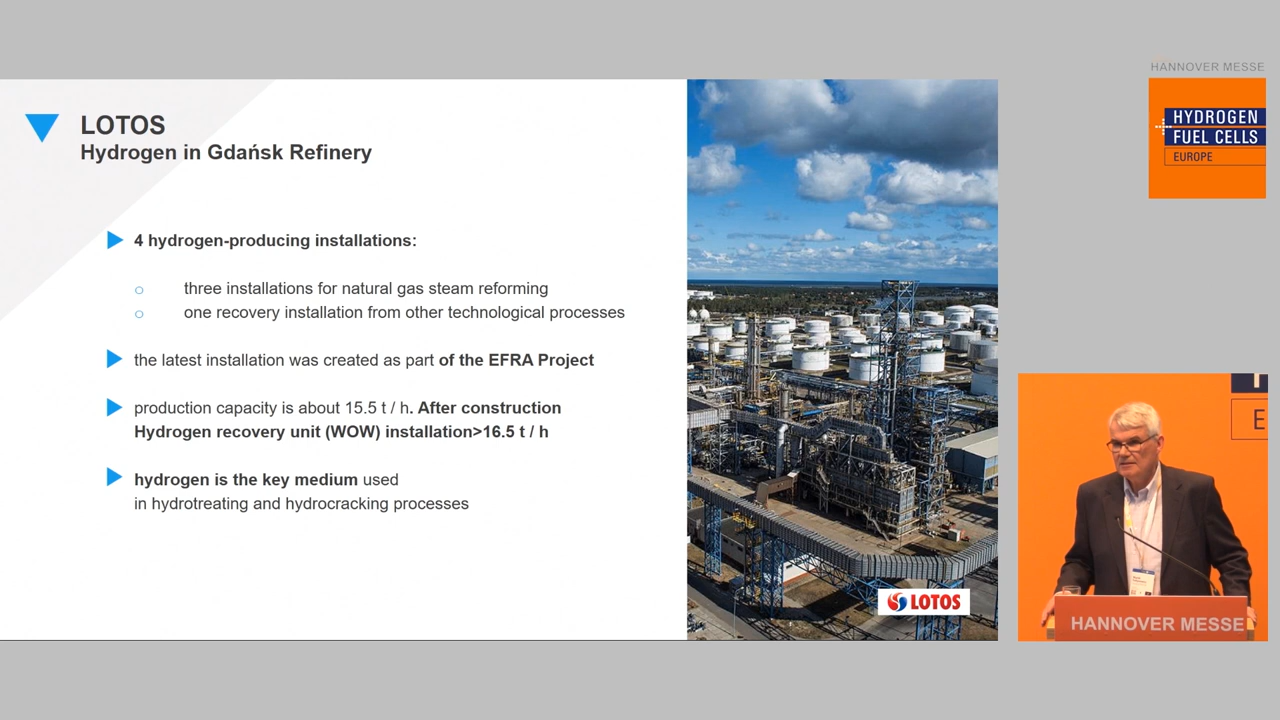 HANNOVER MESSE
HYDROGEN
FUEL CELLS
EUROPE
LOTOS
Hydrogen in Gdańsk Refinery
4 hydrogen-producing installations:
three installations for natural gas steam reforming
one recovery installation from other technological processes
the latest installation was created as part of the EFRA Project
production capacity is about 15.5 t / h. After construction
Hydrogen recovery unit (WOW) installation>16.5 t / h
hydrogen is the key medium used
in hydrotreating and hydrocracking processes
LOTOS
E
HANNOVER MESSE